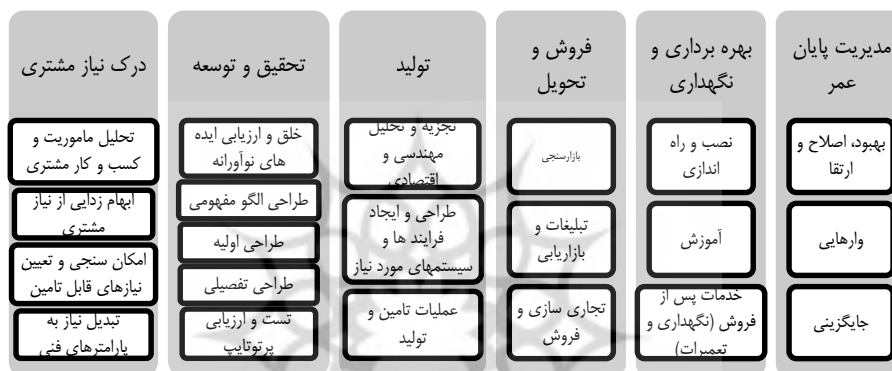 درک نیاز مشتری
تحلیل ماموریت و
کسب و کار مشتری
ابهام زدایی از نیاز
مشتری
امکان سنجی و تعیین
نیازهای قابل تامین
تبدیل نیاز به
پارامترهای فنی
تحقیق و توسعه
خلق و ارزیابی ایده
های نوآورانه
طراحی الگو مفهومی
طراحی اولیه
طراحی تفصیلی
تست و ارزیابی
پرتوتایپ
تولید
تجزیه و تحلیل
مهندسی و
اقتصادی
طراحی و ایجاد
فرایند ها و
سیستمهای مورد نیاز
عملیات تامین و
تولید
فروش و
تحویل
بازارسنجی
تبلیغات و
بازاریابی
تجاری سازی و
فروش
بهره برداری و
نگهداری
نصب و راه
اندازی
آموزش
خدمات پس از
فروش (نگهداری و
تعمیرات)
مدیریت پایان
عمر
بهبود، اصلاح و
ارتقا
وارهایی
جایگزینی